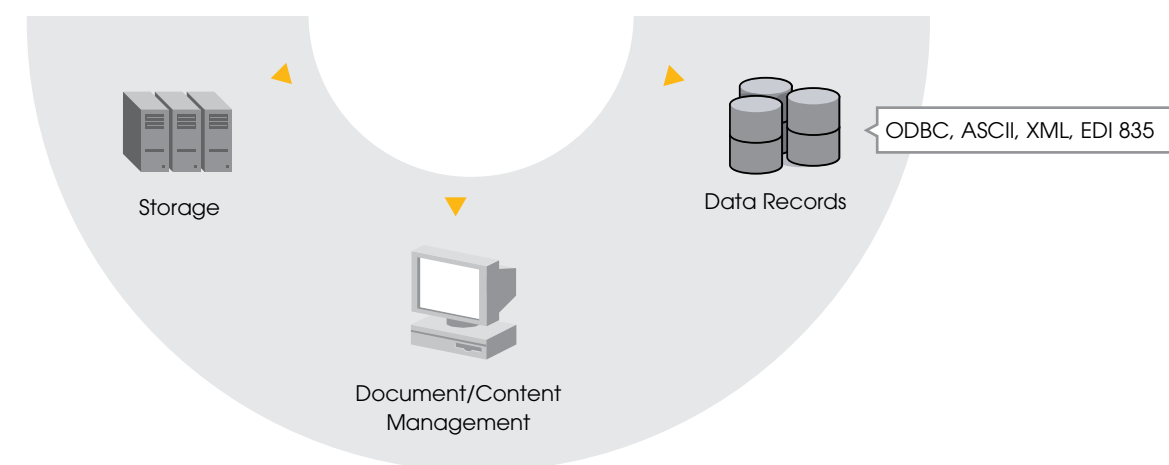 Storage
Data Records
ODBC, ASCII, XML, EDI 835
Document/Content
Management